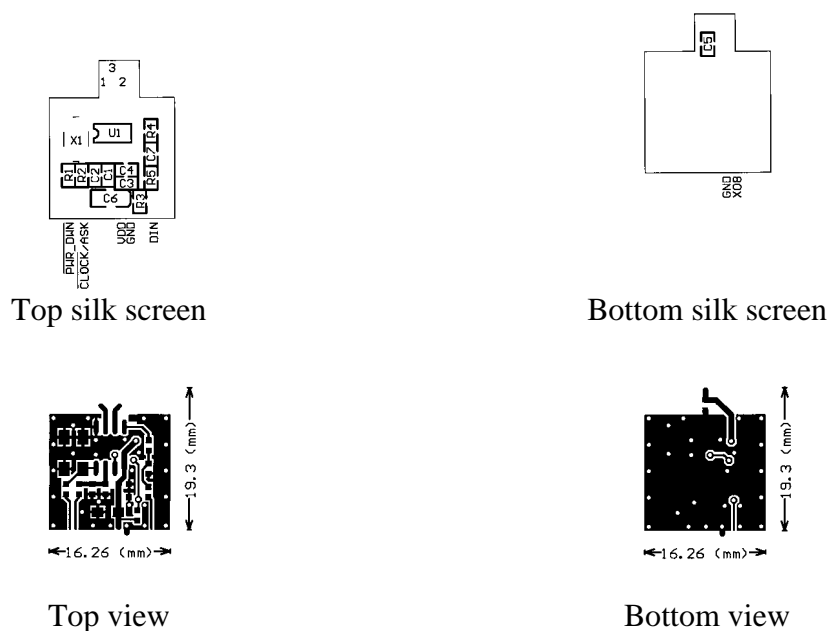 3
1 2
X1
U1
R4
C7
R5
R1
R2
C2
C1
C4
C3
C6
R3
PWR_DWN
CLOCK/ASK
VDD
GND
DIN
Top silk screen
C5
GND
XOB
Bottom silk screen
19.3 (mm)
16.26 (mm)
Top view
19.3 (mm)
16.26 (mm)
Bottom view